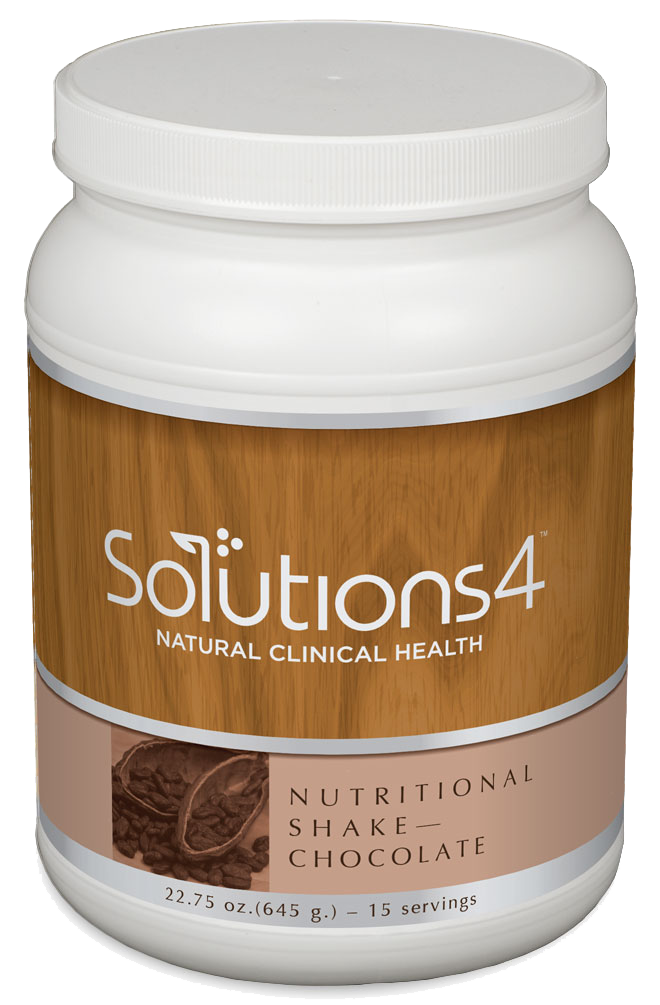 Solutions4™
NATURAL CLINICAL HEALTH
NUTRITIONAL
SHAKE—
CHOCOLATE
22.75 oz.(645 g.) – 15 servings